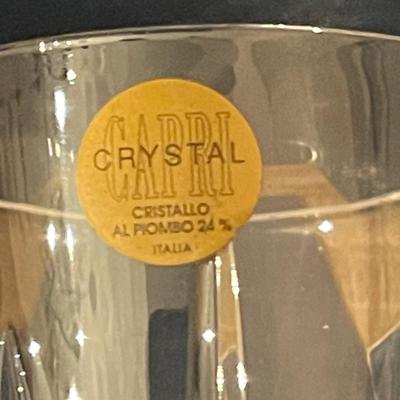 CAPRI
CRYSTAL
CRISTALLO
AL PIOMBO 24 %
ITALIA